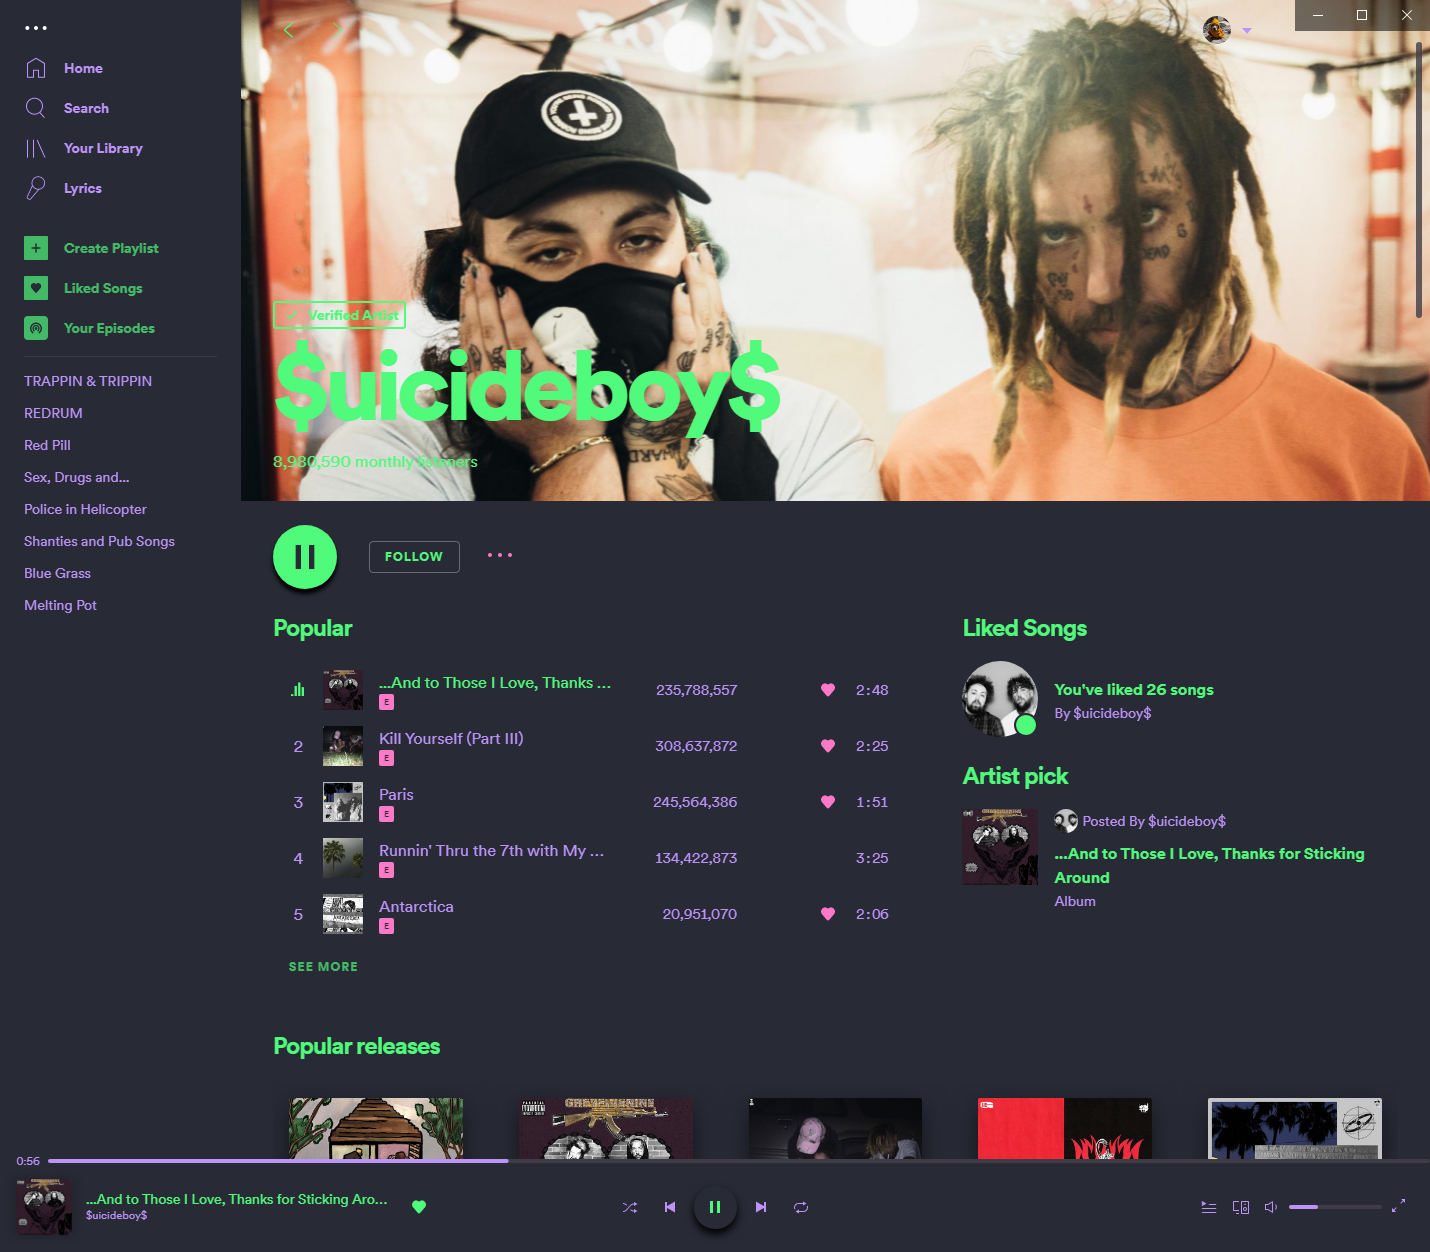 Home
Search
Your Library
Lyrics
Create Playlist
Liked Songs
Your Episodes
TRAPPIN & TRIPPIN
REDRUM
Red Pill
Sex, Drugs and...
Police in Helicopter
Shanties and Pub Songs
Blue Grass
Melting Pot
Verified Artist
$uicideboy$
8,980,590 monthly listeners
FOLLOW
Popular
...And to Those I Love, Thanks ...
E
235,788,557
2:48
2
Kill Yourself (Part III)
E
308,637,872
2:25
3
Paris
E
245,564,386
1:51
4
Runnin' Thru the 7th with My ...
E
134,422,873
3:25
5
Antarctica
E
20,951,070
2:06
SEE MORE
Liked Songs
You've liked 26 songs
By $uicideboy$
Artist pick
Posted By $uicideboy$
...And to Those I Love, Thanks for Sticking
Around
Album
Popular releases
0:56
...And to Those I Love, Thanks for Sticking Aro...
$uicideboy$